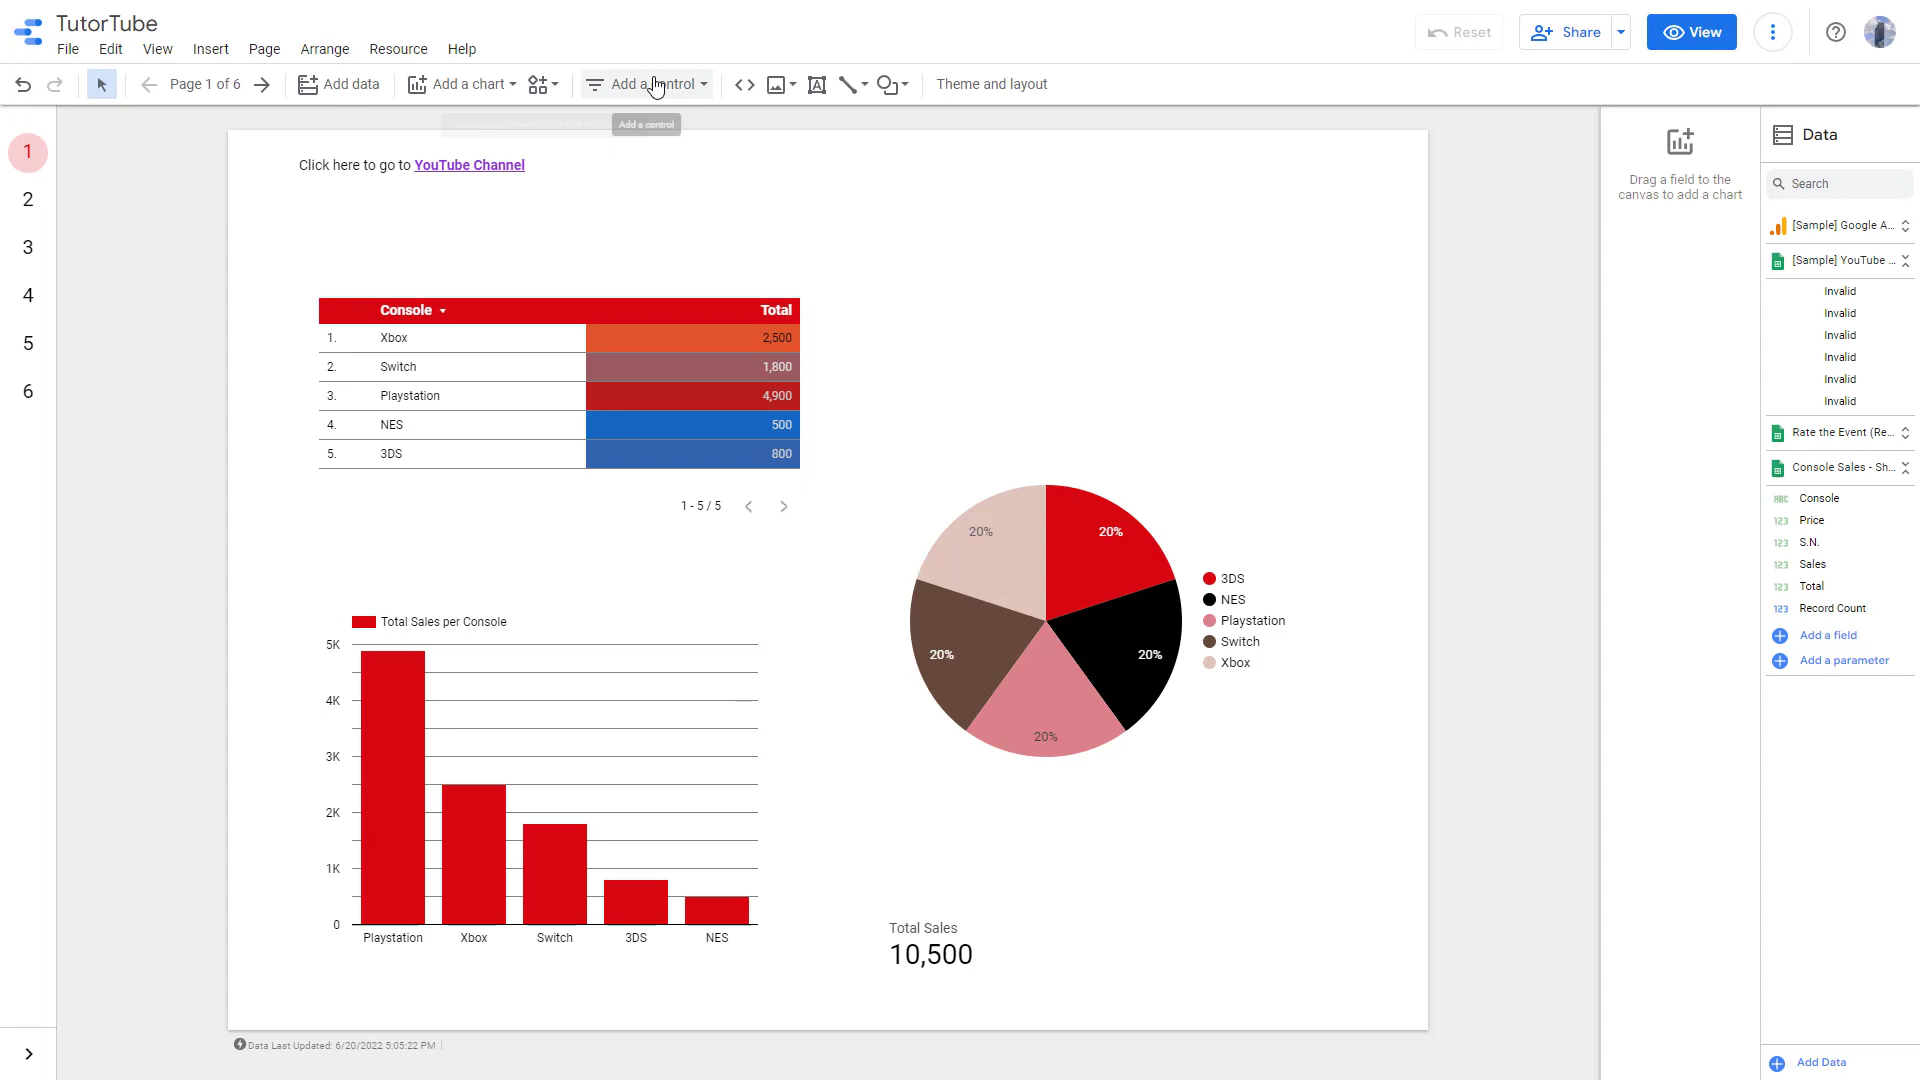 TutorTube
File Edit View Insert Page Arrange Resource Help
Reset Share View
Page 1 of 6 Add data Add a chart Add a control Theme and layout
Add a control
1
2
3
4
5
6
Click here to go to YouTube Channel
Console Total
1. Xbox 2,500
2. Switch 1,800
3. Playstation 4,900
4. NES 500
5. 3DS 800
1 - 5 / 5
Total Sales per Console
5K
4K
3K
2K
1K
0
Playstation Xbox Switch 3DS NES
20% 20%
20% 20%
20%
3DS
NES
Playstation
Switch
Xbox
Total Sales
10,500
Data Last Updated: 6/20/2022 5:05:22 PM
Drag a field to the
canvas to add a chart
Data
Search
[Sample] Google A...
[Sample] YouTube ...
Invalid
Invalid
Invalid
Invalid
Invalid
Invalid
Rate the Event (Re...
Console Sales - Sh...
ABC Console
123 Price
123 S.N.
123 Sales
123 Total
123 Record Count
Add a field
Add a parameter
Add Data